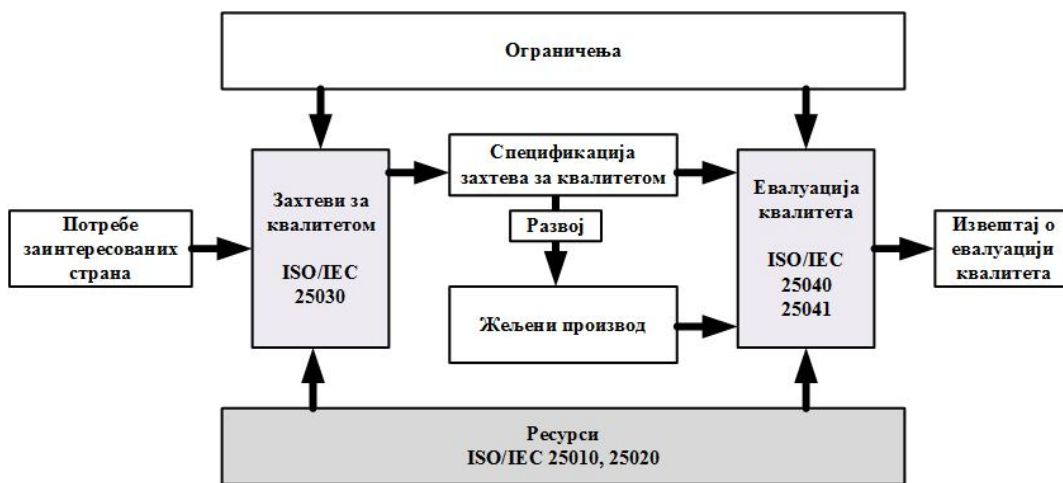 Ограничења
Спецификација
захтева за квалитетом
Захтеви за
квалитетом
ISO/IEC
25030
Евалуација
квалитета
ISO/IEC
25040
25041
Потребе
заинтересованих
страна
Развој
Извештај о
евалуацији
квалитета
Жељени производ
Ресурси
ISO/IEC 25010, 25020